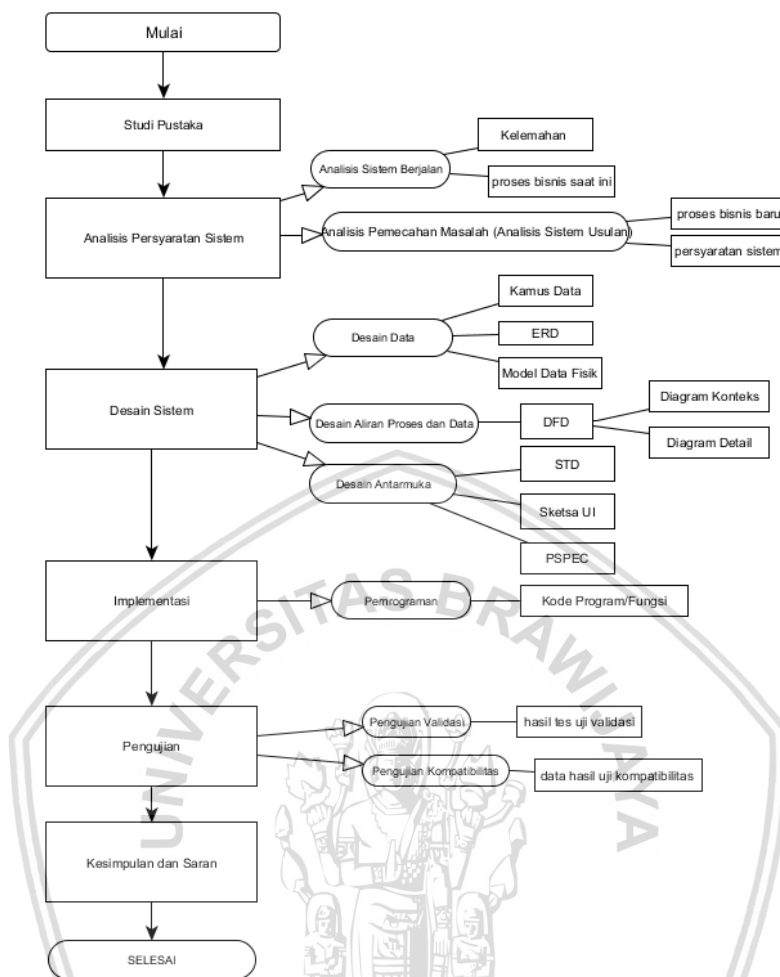 Mulai
Studi Pustaka
Kelemahan
Analisis Sistem Berjalan
proses bisnis saat ini
Analisis Persyaratan Sistem
Analisis Pemecahan Masalah (Analisis Sistem Usulan)
proses bisnis baru
persyaratan sistem
Kamus Data
Desain Data
ERD
Model Data Fisik
Desain Sistem
Desain Aliran Proses dan Data
DFD
Diagram Konteks
Diagram Detail
STD
Desain Antarmuka
Sketsa UI
PSPEC
Implementasi
Pemrograman
Kode Program/Fungsi
Pengujian
Pengujian Validasi
hasil tes uji validasi
Pengujian Kompatibilitas
data hasil uji kompatibilitas
Kesimpulan dan Saran
SELESAI
UNIVERSITAS BRAWIJAYA